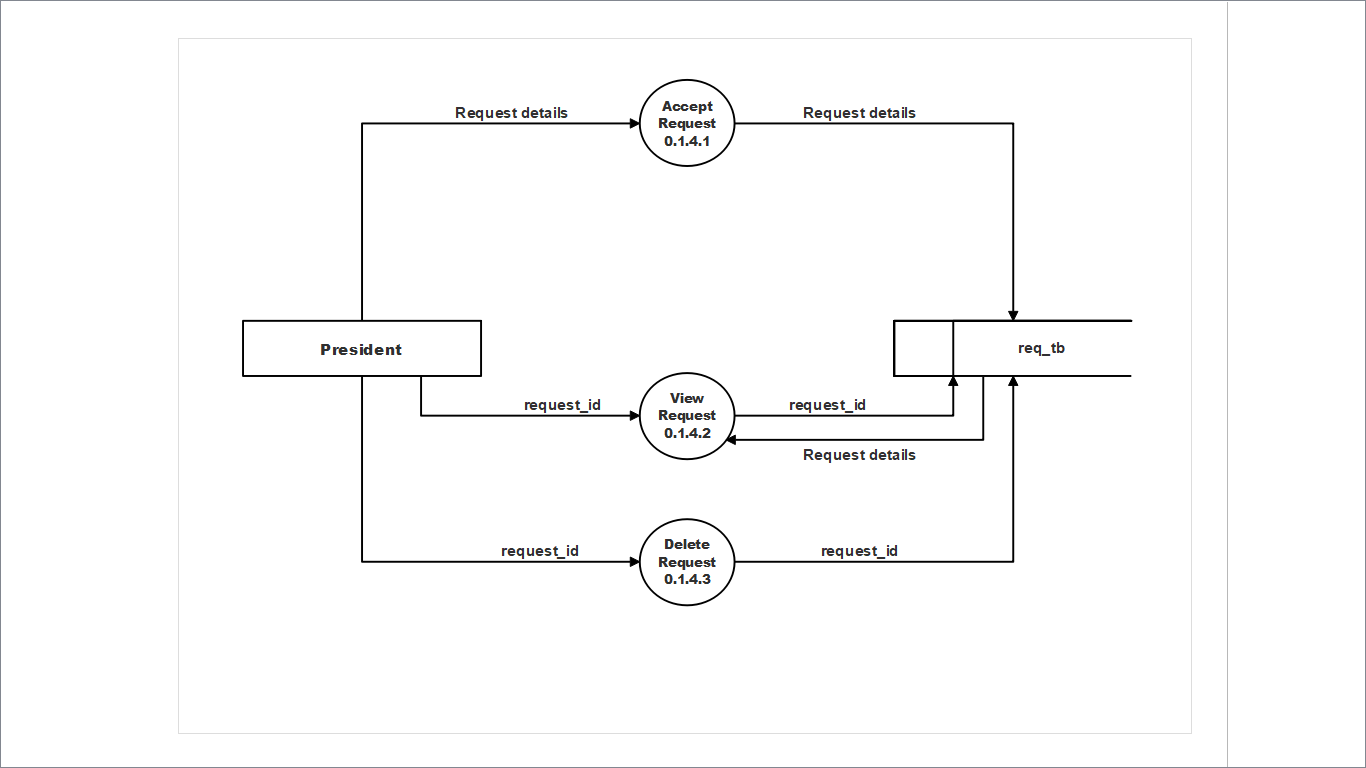 Request details
Accept
Request
0.1.4.1
Request details
President
req_tb
request_id
View
Request
0.1.4.2
request_id
Request details
request_id
Delete
Request
0.1.4.3
request_id